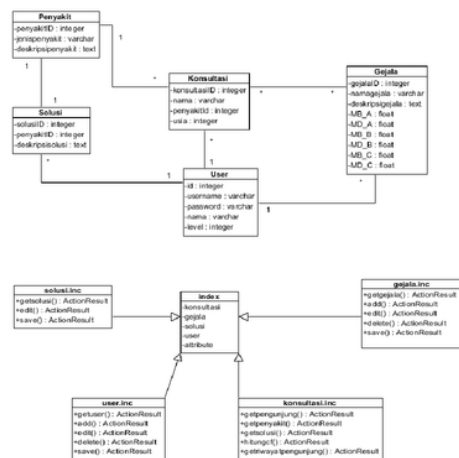 Penyakit
-penyakitID : integer
-jenispenyakit : varchar
-deskripsipenyakit : text
1
1
*
Konsultasi
-konsultasiID : integer
-nama : varchar
-penyakitId : integer
-usia : integer
*
*
*
Gejala
-gejalaID : integer
-namagejala : varchar
-deskripsigejala : text
-MB_A : float
-MD_A : float
-MB_B : float
-MD_B : float
-MB_C : float
-MD_C : float
*
1
Solusi
-solusiID : integer
-penyakitID : integer
-deskripsisolusi : text
*
1
1
User
-id : integer
-username : varchar
-password : varchar
-nama : varchar
-level : integer
1
solusi.inc
+getsolusi() : ActionResult
+edit() : ActionResult
+save() : ActionResult
index
-konsultasi
-gejala
-solusi
-user
-attribute
gejala.inc
+getgejala() : ActionResult
+add() : ActionResult
+edit() : ActionResult
+delete() : ActionResult
+save() : ActionResult
user.inc
+getuser() : ActionResult
+add() : ActionResult
+edit() : ActionResult
+delete() : ActionResult
+save() : ActionResult
konsultasi.inc
+getpengunjung() : ActionResult
+getpenyakit() : ActionResult
+getsolusi() : ActionResult
+hitungcf() : ActionResult
+getriwayatpengunjung() : ActionResult